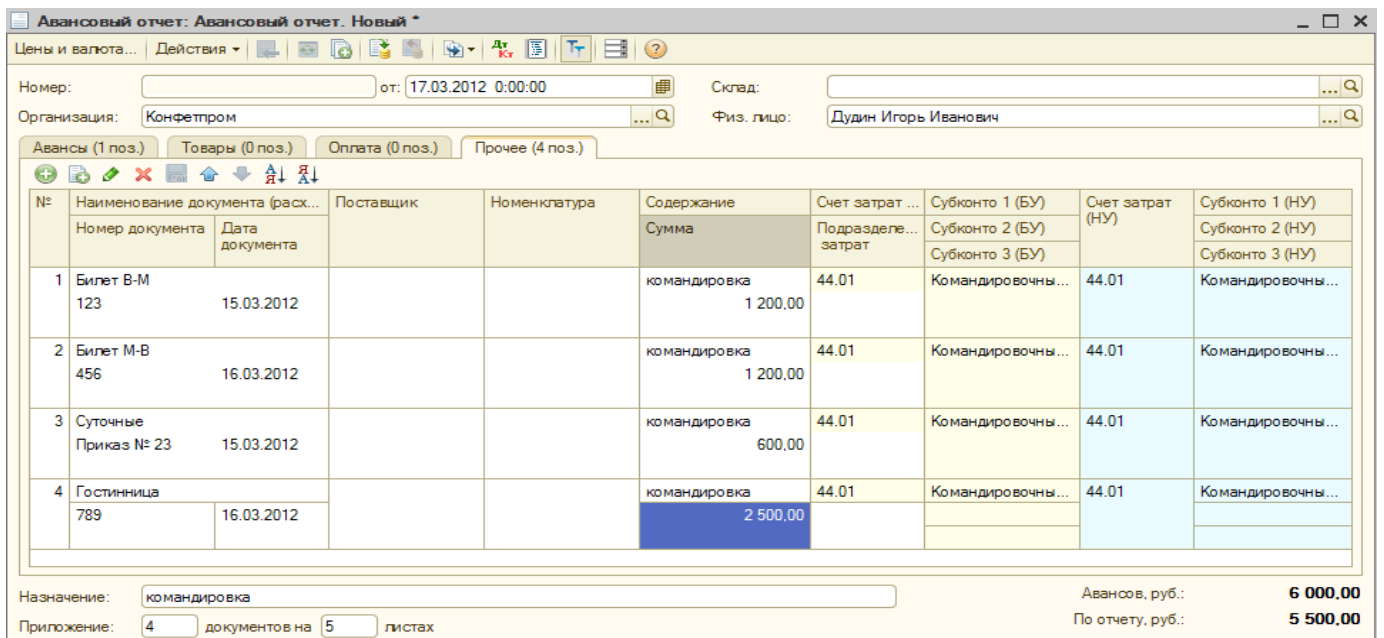 Авансовый отчет: Авансовый отчет. Новый *
Цены и валюта... Действия
Номер: от: 17.03.2012 0:00:00 Склад:
Организация: Конфетпром Физ. лицо: Дудин Игорь Иванович
Авансы (1 поз.) Товары (0 поз.) Оплата (0 поз.) Прочее (4 поз.)
№ Наименование документа (расх... Поставщик Номенклатура Содержание Счет затрат ... Субконто 1 (БУ) Счет затрат (НУ) Субконто 1 (НУ)
Номер документа Дата документа Сумма Подразделе... затрат Субконто 2 (БУ) Субконто 2 (НУ)
Субконто 3 (БУ) Субконто 3 (НУ)
1 Билет В-М командировка 44.01 Командировочны... 44.01 Командировочны...
123 15.03.2012 1 200,00
2 Билет М-В командировка 44.01 Командировочны... 44.01 Командировочны...
456 16.03.2012 1 200,00
3 Суточные командировка 44.01 Командировочны... 44.01 Командировочны...
Приказ № 23 15.03.2012 600,00
4 Гостинница командировка 44.01 Командировочны... 44.01 Командировочны...
789 16.03.2012 2 500,00
Назначение: командировка Авансов, руб.: 6 000,00
Приложение: 4 документов на 5 листах По отчету, руб.: 5 500,00